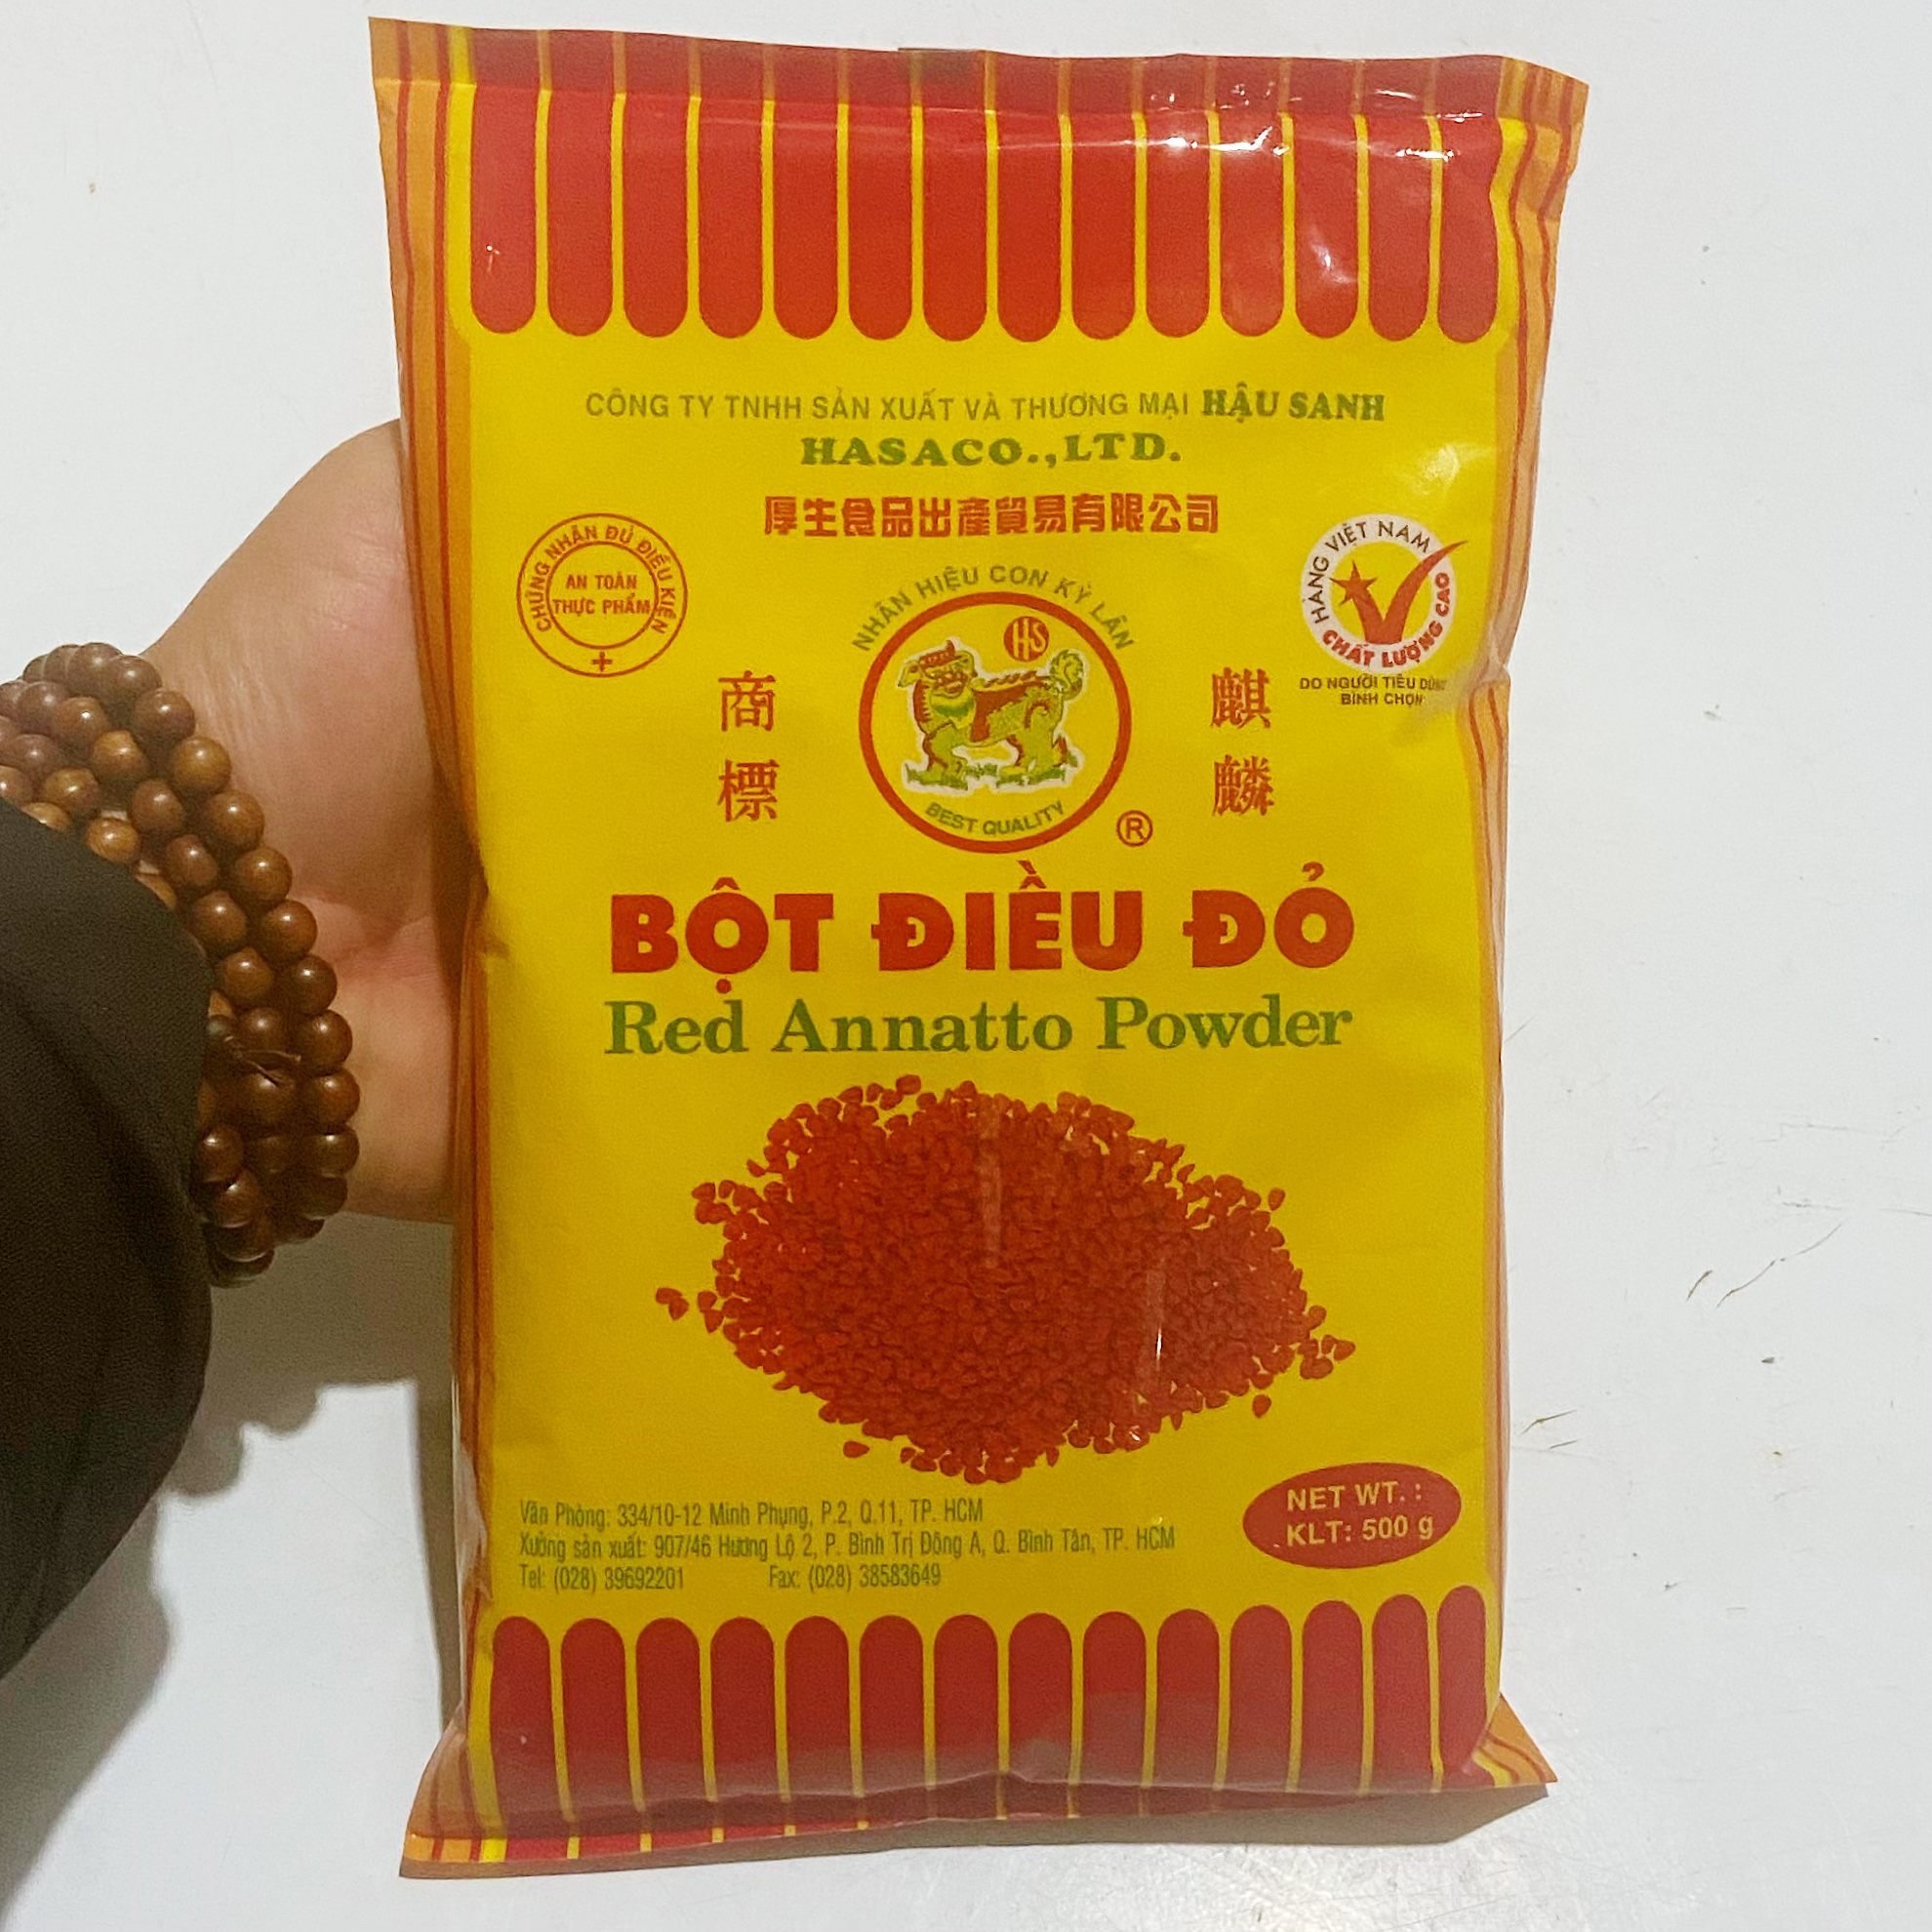 CÔNG TY TNHH SẢN XUẤT VÀ THƯƠNG MẠI HẬU SANH
HASACO.,LTD.
厚生食品出產貿易有限公司
CHỨNG NHẬN ĐỦ ĐIỀU KIỆN
AN TOÀN
THỰC PHẨM
HÀNG VIỆT NAM
CHẤT LƯỢNG CAO
DO NGƯỜI TIÊU DÙNG
BÌNH CHỌN
NHÃN HIỆU CON KỲ LÂN
HS
商標
麒麟
BEST QUALITY
®
BỘT ĐIỀU ĐỎ
Red Annatto Powder
Văn Phòng: 334/10-12 Minh Phụng, P.2, Q.11, TP. HCM
Xưởng sản xuất: 907/46 Hương Lộ 2, P. Bình Trị Đông A, Q. Bình Tân, TP. HCM
Tel: (028) 39692201 Fax: (028) 38583649
NET WT. :
KLT: 500 g